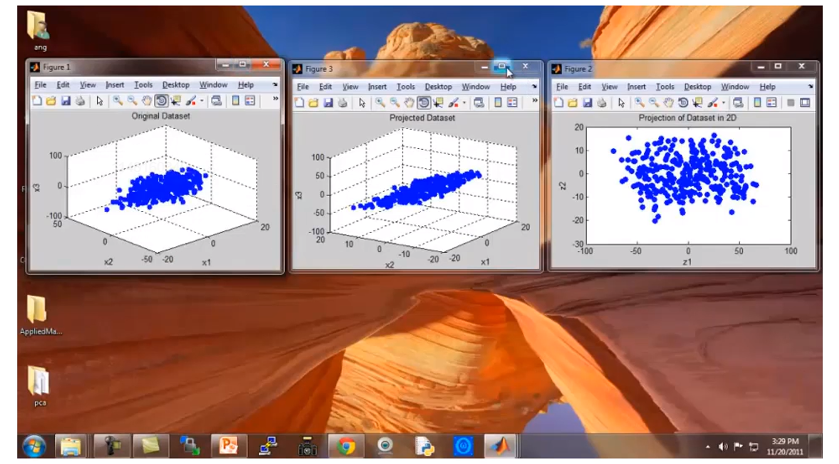 ang
Figure 1
File Edit View Insert Tools Desktop Window Help
Original Dataset
100
0
-100
x3
50
0
-50
x2
-20
0
20
x1
Figure 3
File Edit View Insert Tools Desktop Window Help
Projected Dataset
100
50
0
-50
-100
x3
20
10
0
-10
-20
x2
-20
0
20
x1
Figure 2
File Edit View Insert Tools Desktop Window Help
Projection of Dataset in 2D
20
10
0
-10
-20
-30
z2
-100 -50 0 50 100
z1
AppliedMa...
pca
3:29 PM
11/20/2011